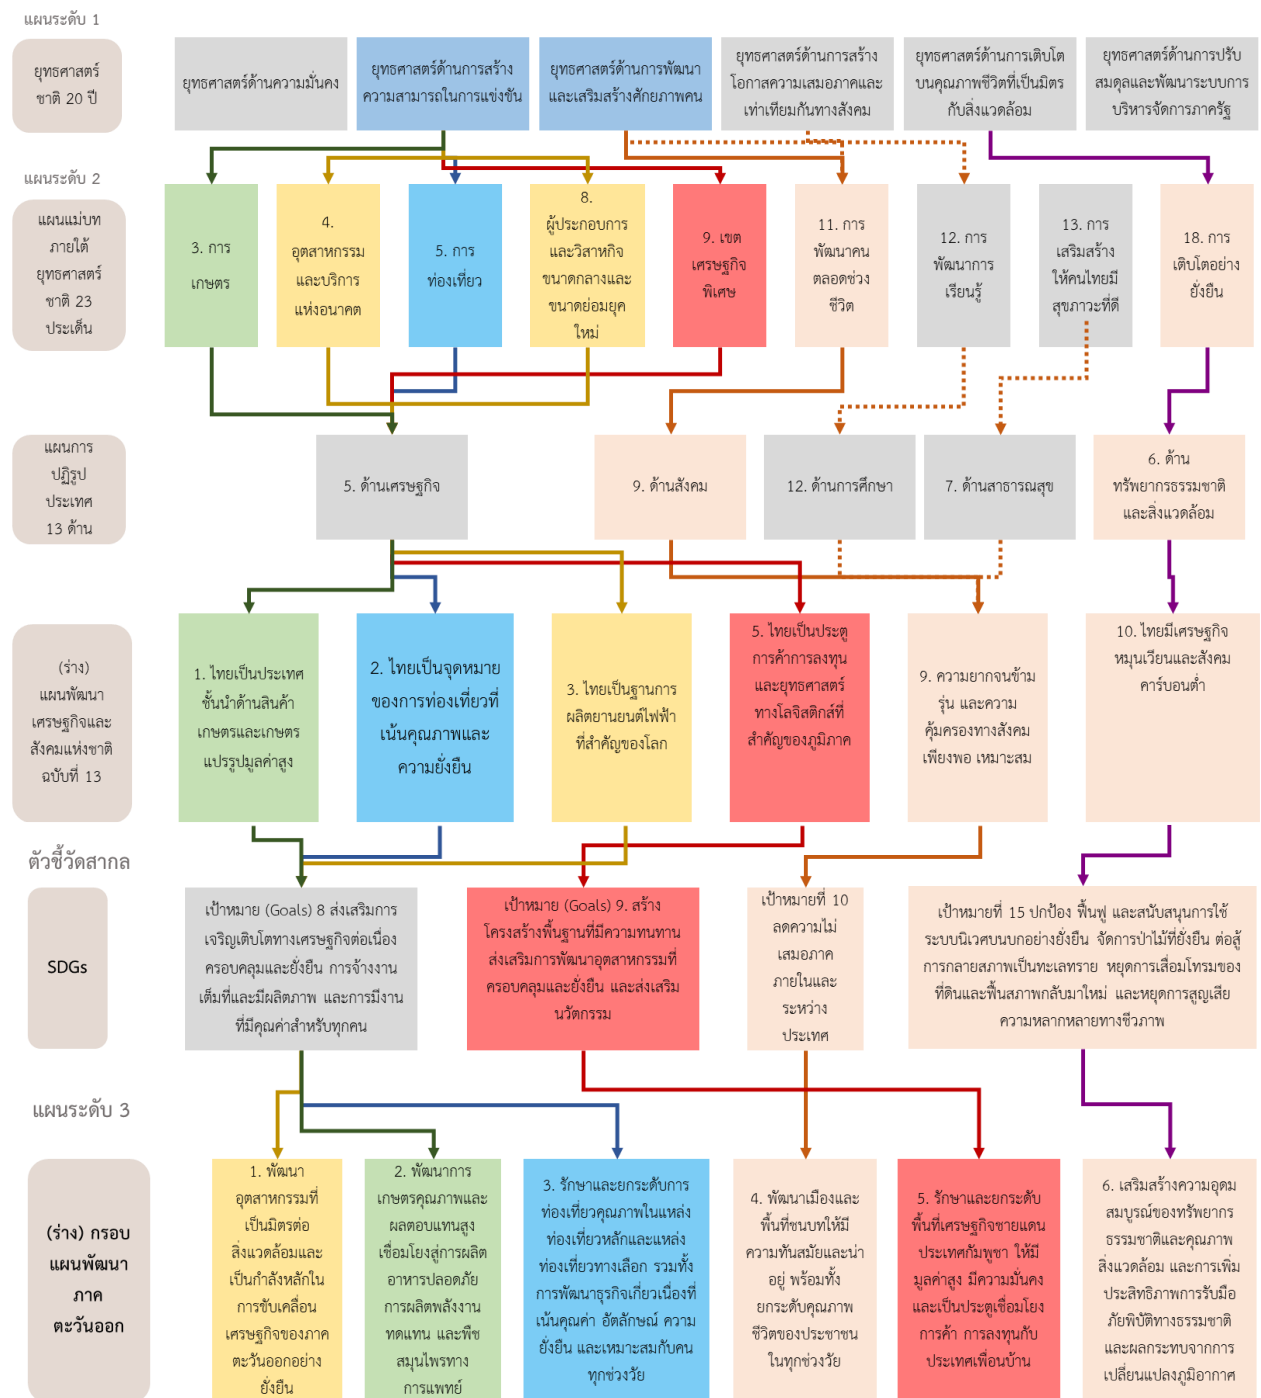 แผนระดับ 1
ยุทธศาสตร์
ชาติ 20 ปี
ยุทธศาสตร์ด้านความมั่นคง
ยุทธศาสตร์ด้านการสร้าง
ความสามารถในการแข่งขัน
ยุทธศาสตร์ด้านการพัฒนา
และเสริมสร้างศักยภาพคน
ยุทธศาสตร์ด้านการสร้าง
โอกาสความเสมอภาคและ
เท่าเทียมกันทางสังคม
ยุทธศาสตร์ด้านการเติบโต
บนคุณภาพชีวิตที่เป็นมิตร
กับสิ่งแวดล้อม
ยุทธศาสตร์ด้านการปรับ
สมดุลและพัฒนาระบบการ
บริหารจัดการภาครัฐ
แผนระดับ 2
แผนแม่บท
ภายใต้
ยุทธศาสตร์
ชาติ 23
ประเด็น
3. การ
เกษตร
4.
อุตสาหกรรม
และบริการ
แห่งอนาคต
5. การ
ท่องเที่ยว
8.
ผู้ประกอบการ
และวิสาหกิจ
ขนาดกลางและ
ขนาดย่อมยุค
ใหม่
9. เขต
เศรษฐกิจ
พิเศษ
11. การ
พัฒนาคน
ตลอดช่วง
ชีวิต
12. การ
พัฒนาการ
เรียนรู้
13. การ
เสริมสร้าง
ให้คนไทยมี
สุขภาวะที่ดี
18. การ
เติบโตอย่าง
ยั่งยืน
แผนการ
ปฏิรูป
ประเทศ
13 ด้าน
5. ด้านเศรษฐกิจ
9. ด้านสังคม
12. ด้านการศึกษา
7. ด้านสาธารณสุข
6. ด้าน
ทรัพยากรธรรมชาติ
และสิ่งแวดล้อม
(ร่าง)
แผนพัฒนา
เศรษฐกิจและ
สังคมแห่งชาติ
ฉบับที่ 13
1. ไทยเป็นประเทศ
ชั้นนำด้านสินค้า
เกษตรและเกษตร
แปรรูปมูลค่าสูง
2. ไทยเป็นจุดหมาย
ของการท่องเที่ยวที่
เน้นคุณภาพและ
ความยั่งยืน
3. ไทยเป็นฐานการ
ผลิตยานยนต์ไฟฟ้า
ที่สำคัญของโลก
5. ไทยเป็นประตู
การค้าการลงทุน
และยุทธศาสตร์
ทางโลจิสติกส์ที่
สำคัญของภูมิภาค
9. ความยากจนข้าม
รุ่น และความ
คุ้มครองทางสังคม
เพียงพอ เหมาะสม
10. ไทยมีเศรษฐกิจ
หมุนเวียนและสังคม
คาร์บอนต่ำ
ตัวชี้วัดสากล
SDGs
เป้าหมาย (Goals) 8 ส่งเสริมการ
เจริญเติบโตทางเศรษฐกิจต่อเนื่อง
ครอบคลุมและยั่งยืน การจ้างงาน
เต็มที่และมีผลิตภาพ และการมีงาน
ที่มีคุณค่าสำหรับทุกคน
เป้าหมาย (Goals) 9. สร้าง
โครงสร้างพื้นฐานที่มีความทนทาน
ส่งเสริมการพัฒนาอุตสาหกรรมที่
ครอบคลุมและยั่งยืน และส่งเสริม
นวัตกรรม
เป้าหมายที่ 10
ลดความไม่
เสมอภาค
ภายในและ
ระหว่าง
ประเทศ
เป้าหมายที่ 15 ปกป้อง ฟื้นฟู และสนับสนุนการใช้
ระบบนิเวศบนบกอย่างยั่งยืน จัดการป่าไม้ที่ยั่งยืน ต่อสู้
การกลายสภาพเป็นทะเลทราย หยุดการเสื่อมโทรมของ
ที่ดินและฟื้นสภาพกลับมาใหม่ และหยุดการสูญเสีย
ความหลากหลายทางชีวภาพ
แผนระดับ 3
(ร่าง) กรอบ
แผนพัฒนา
ภาค
ตะวันออก
1. พัฒนา
อุตสาหกรรมที่
เป็นมิตรต่อ
สิ่งแวดล้อมและ
เป็นกำลังหลักใน
การขับเคลื่อน
เศรษฐกิจของภาค
ตะวันออกอย่าง
ยั่งยืน
2. พัฒนาการ
เกษตรคุณภาพและ
ผลตอบแทนสูง
เชื่อมโยงสู่การผลิต
อาหารปลอดภัย
การผลิตพลังงาน
ทดแทน และพืช
สมุนไพรทาง
การแพทย์
3. รักษาและยกระดับการ
ท่องเที่ยวคุณภาพในแหล่ง
ท่องเที่ยวหลักและแหล่ง
ท่องเที่ยวทางเลือก รวมทั้ง
การพัฒนาธุรกิจเกี่ยวเนื่องที่
เน้นคุณค่า อัตลักษณ์ ความ
ยั่งยืน และเหมาะสมกับคน
ทุกช่วงวัย
4. พัฒนาเมืองและ
พื้นที่ชนบทให้มี
ความทันสมัยและน่า
อยู่ พร้อมทั้ง
ยกระดับคุณภาพ
ชีวิตของประชาชน
ในทุกช่วงวัย
5. รักษาและยกระดับ
พื้นที่เศรษฐกิจชายแดน
ประเทศกัมพูชา ให้มี
มูลค่าสูง มีความมั่นคง
และเป็นประตูเชื่อมโยง
การค้า การลงทุนกับ
ประเทศเพื่อนบ้าน
6. เสริมสร้างความอุดม
สมบูรณ์ของทรัพยากร
ธรรมชาติและคุณภาพ
สิ่งแวดล้อม และการเพิ่ม
ประสิทธิภาพการรับมือ
ภัยพิบัติทางธรรมชาติ
และผลกระทบจากการ
เปลี่ยนแปลงภูมิอากาศ